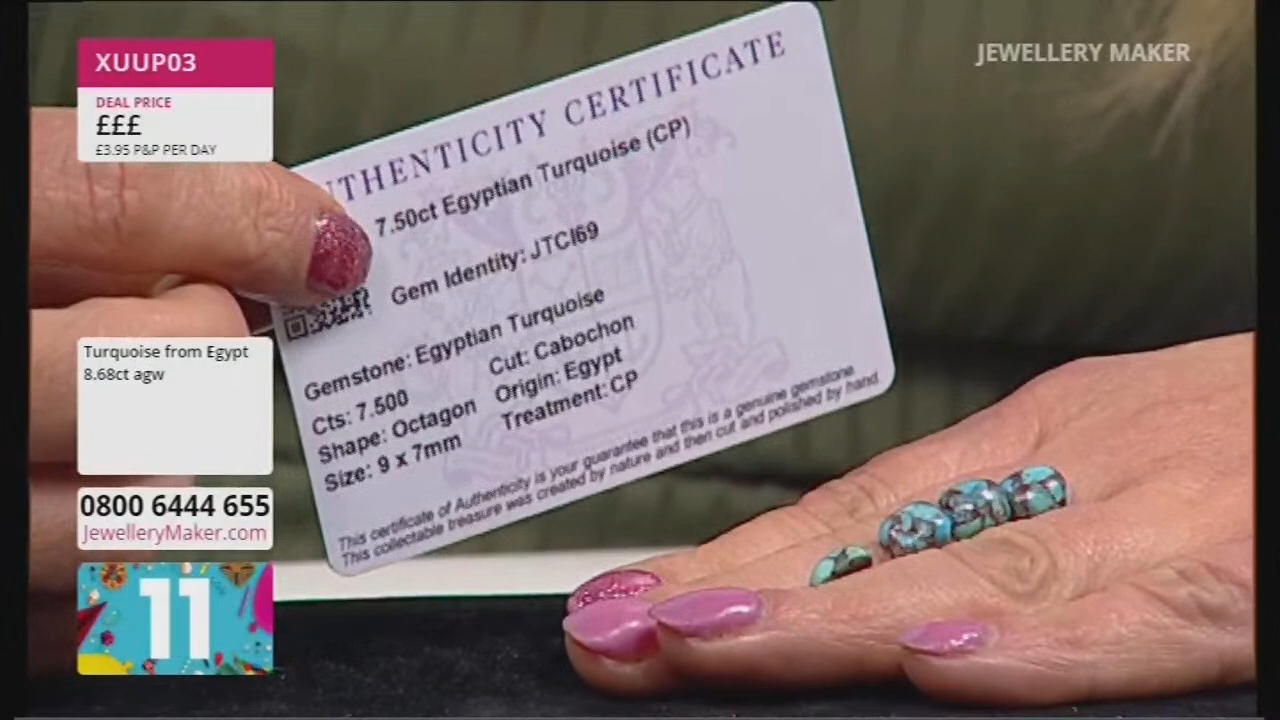 XUUP03
DEAL PRICE
£££
£3.95 P&P PER DAY
JEWELLERY MAKER
AUTHENTICITY CERTIFICATE
7.50ct Egyptian Turquoise (CP)
Gem Identity: JTCI69
Gemstone: Egyptian Turquoise
Cts: 7.500 Cut: Cabochon
Shape: Octagon Origin: Egypt
Size: 9 x 7mm Treatment: CP
This certificate of Authenticity is your guarantee that this is a genuine gemstone.
This collectable treasure was created by nature and then cut and polished by hand.
Turquoise from Egypt
8.68ct agw
0800 6444 655
JewelleryMaker.com
11